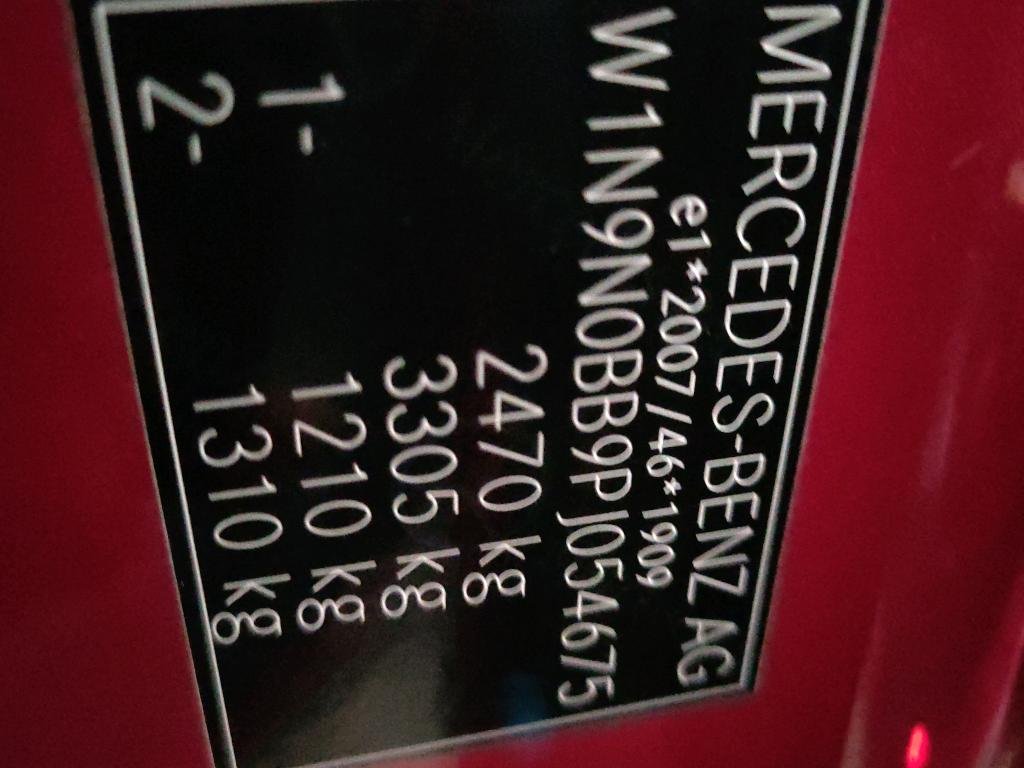 MERCEDES-BENZ AG
e1*2007/46*1909
W1N9N0BB9PJ054675
2470 kg
3305 kg
1- 1210 kg
2- 1310 kg